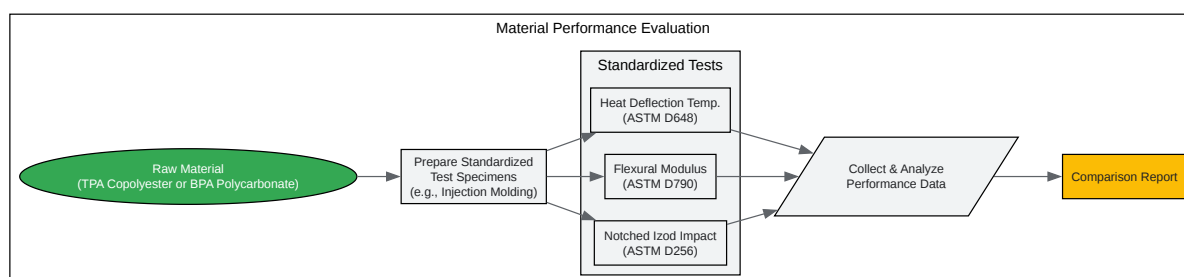 Material Performance Evaluation
Standardized Tests
Heat Deflection Temp.
(ASTM D648)
Raw Material
(TPA Copolyester or BPA Polycarbonate)
Prepare Standardized
Test Specimens
(e.g., Injection Molding)
Flexural Modulus
(ASTM D790)
Collect & Analyze
Performance Data
Comparison Report
Notched Izod Impact
(ASTM D256)